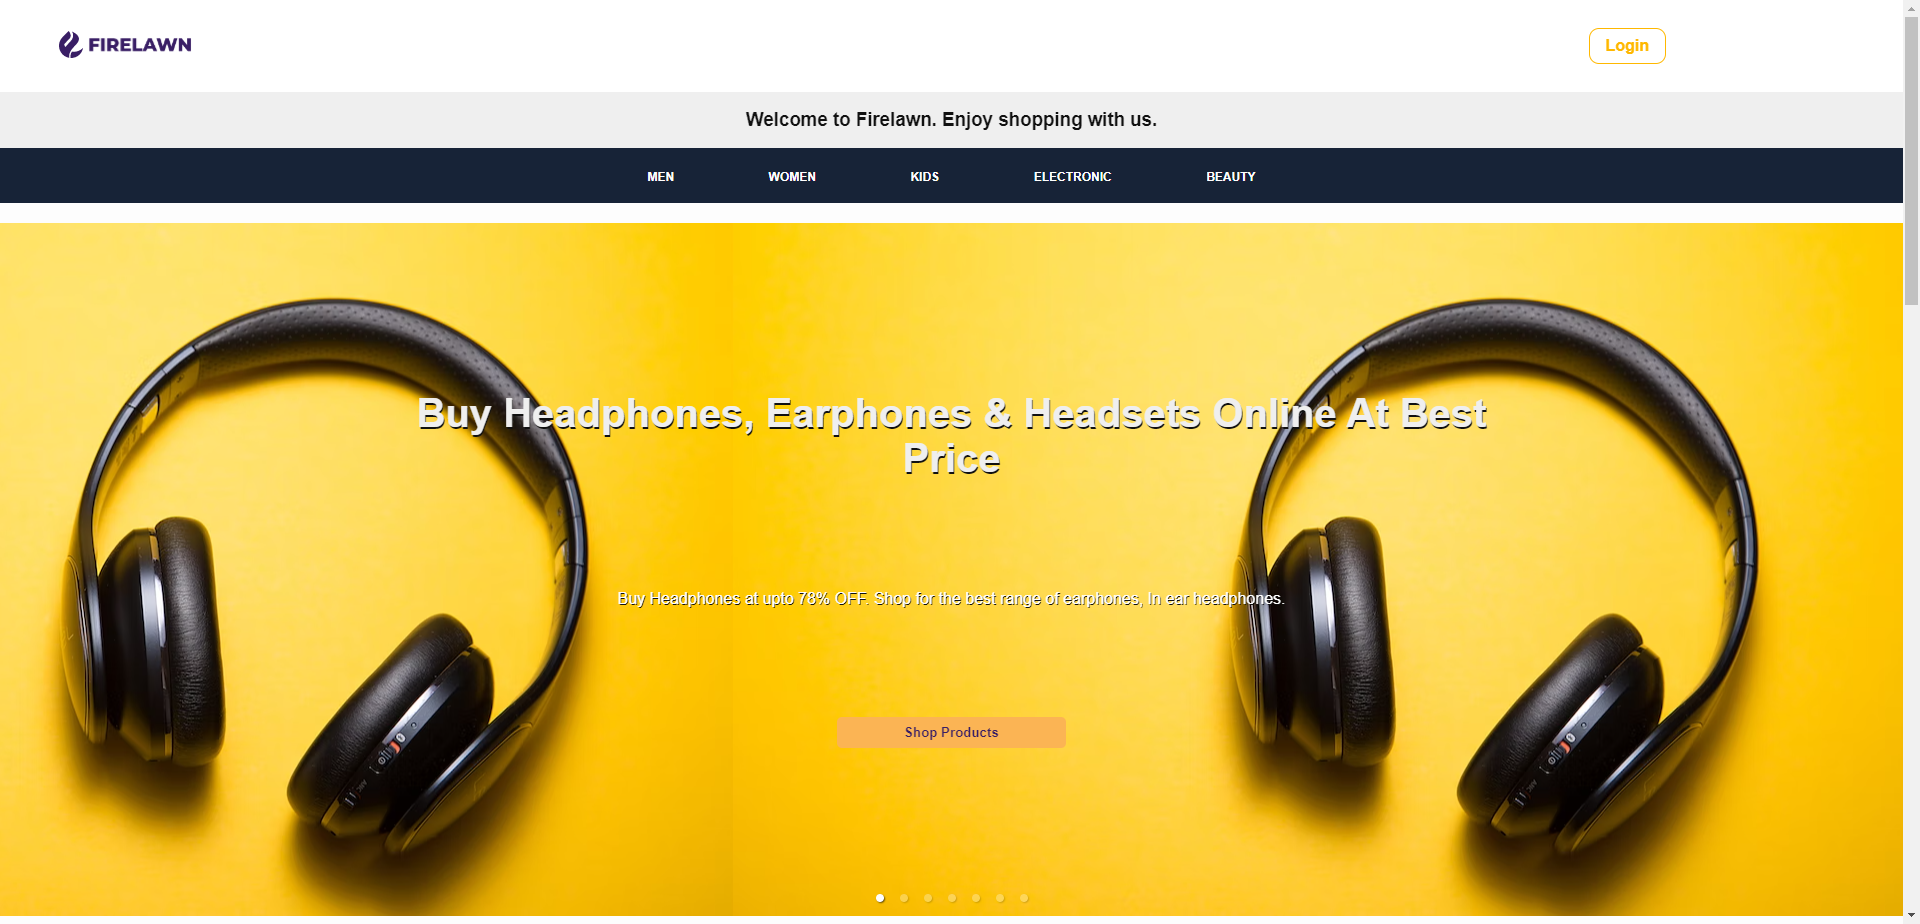 FIRELAWN
Login
Welcome to Firelawn. Enjoy shopping with us.
MEN
WOMEN
KIDS
ELECTRONIC
BEAUTY
Buy Headphones, Earphones & Headsets Online At Best
Price
Buy Headphones at upto 78% OFF. Shop for the best range of earphones, In ear headphones.
Shop Products